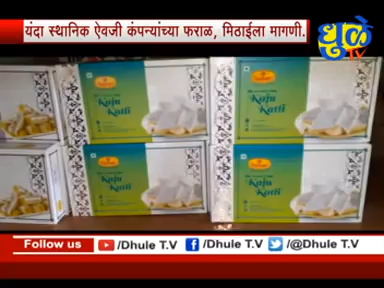 यंदा स्थानिक ऐवजी कंपन्यांच्या फराळ, मिठाईला मागणी.
धुळे
TV
Kaju
Katli
Kaju
Katli
Kaju
Katli
Kaju
Katli
Follow us
/Dhule T.V
/Dhule T.V
/@Dhule T.V